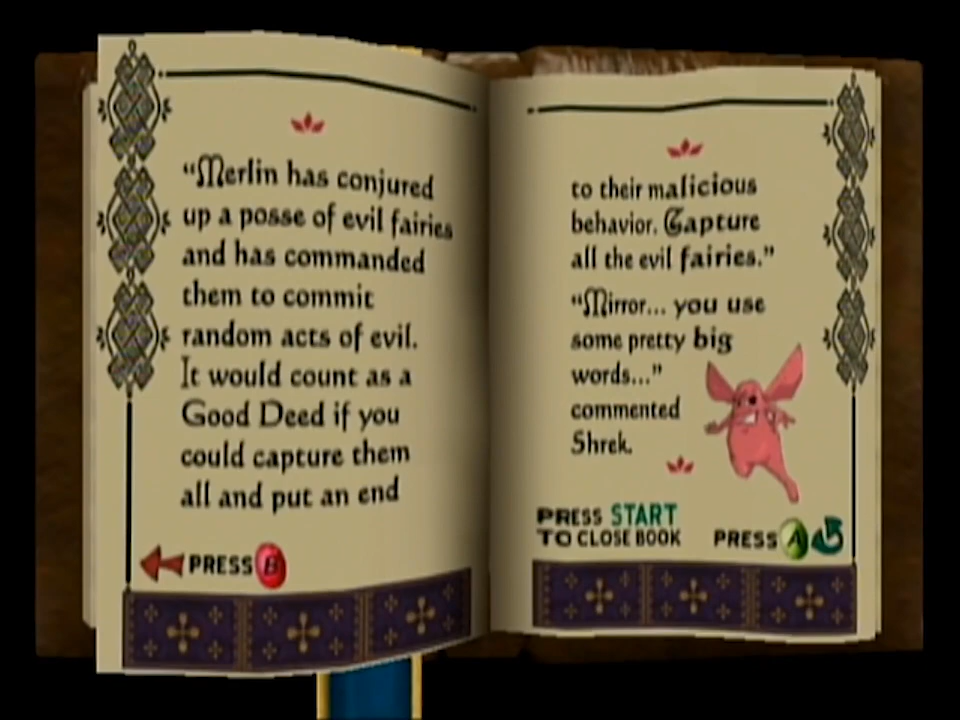 “Merlin has conjured
up a posse of evil fairies
and has commanded
them to commit
random acts of evil.
It would count as a
Good Deed if you
could capture them
all and put an end
PRESS B
to their malicious
behavior. Capture
all the evil fairies.”
“Mirror... you use
some pretty big
words...”
commented
Shrek.
PRESS START
TO CLOSE BOOK
PRESS A